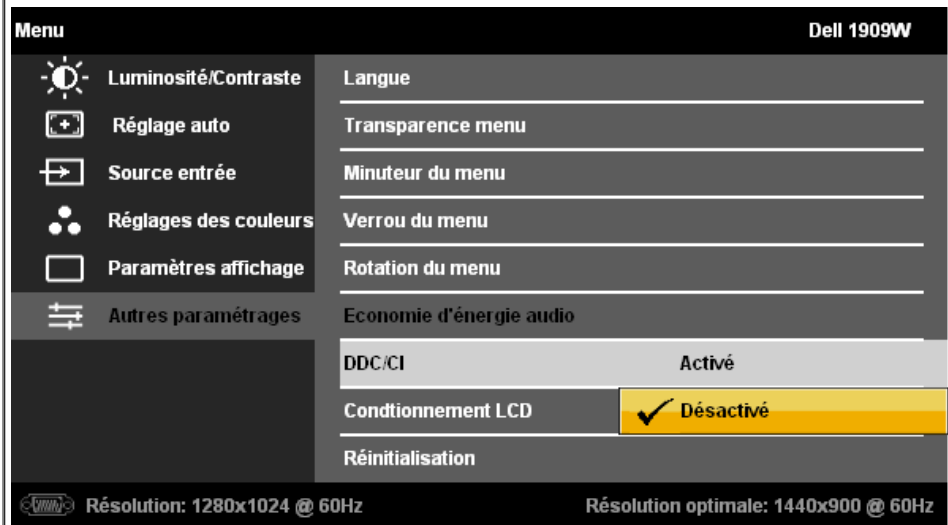 Menu Dell 1909W
Luminosité/Contraste Langue
Réglage auto Transparence menu
Source entrée Minuteur du menu
Réglages des couleurs Verrou du menu
Paramètres affichage Rotation du menu
Autres paramétrages Economie d'énergie audio
DDC/CI Activé
Condtionnement LCD Désactivé
Réinitialisation
Résolution: 1280x1024 @ 60Hz Résolution optimale: 1440x900 @ 60Hz